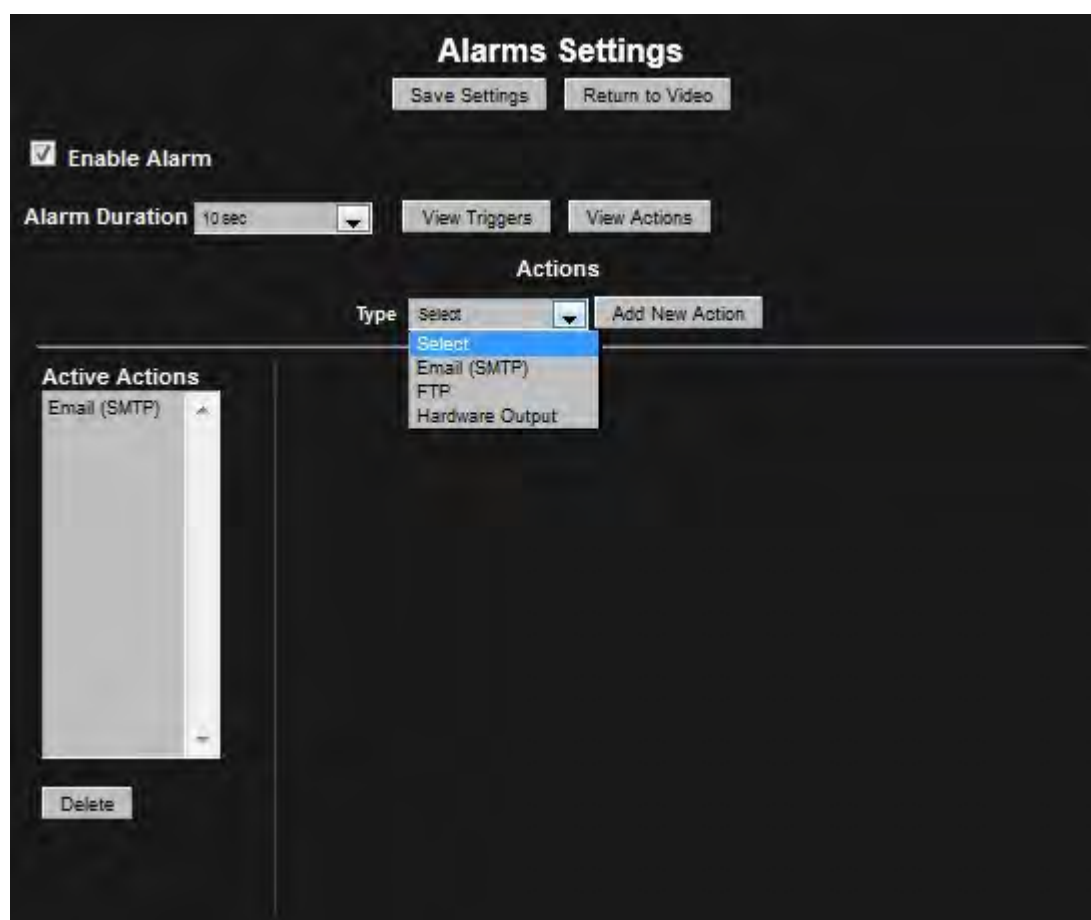 Alarms Settings
Save Settings Return to Video
Enable Alarm
Alarm Duration 10 sec View Triggers View Actions
Actions
Type Select Add New Action
Select
Email (SMTP)
FTP
Hardware Output
Active Actions
Email (SMTP)
Delete